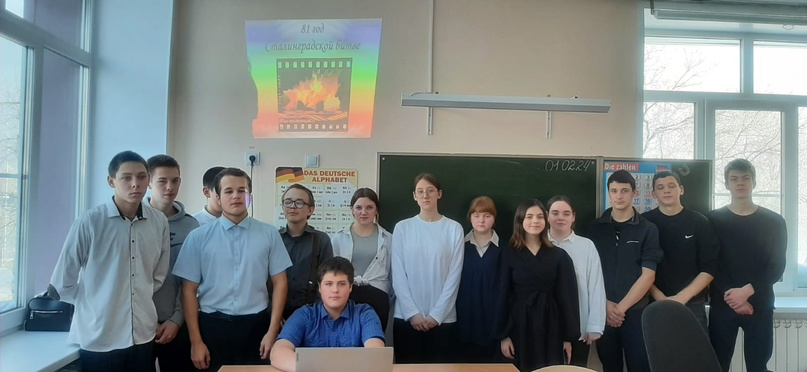 81 год
Сталинградской битве
DAS DEUTSCHE
ALPHABET
01.02.24
Die zahlen